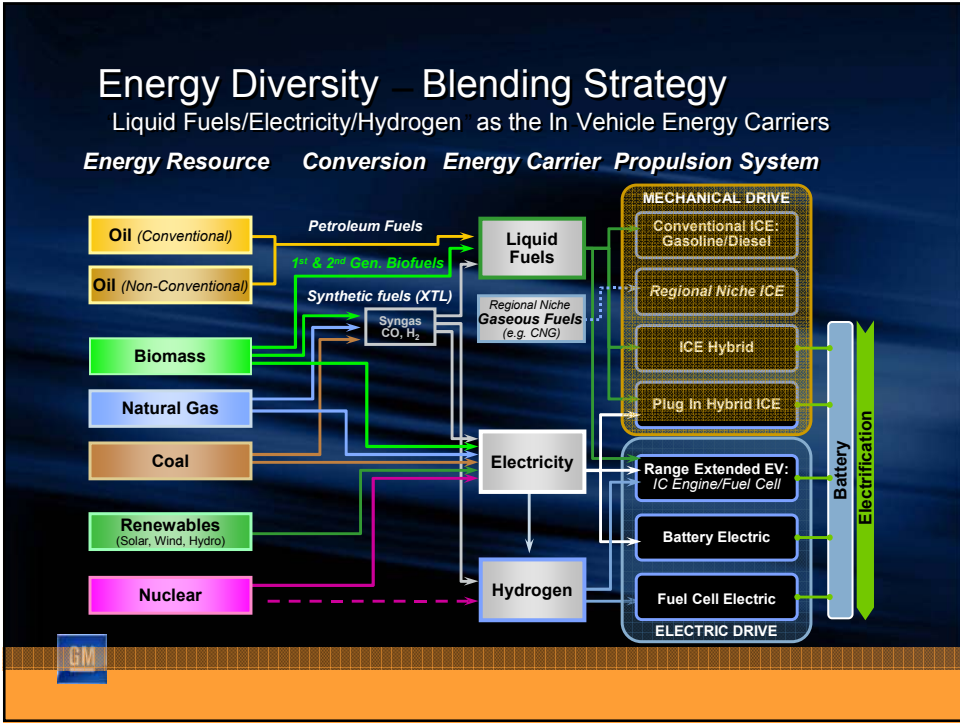 Energy Diversity – Blending Strategy
"Liquid Fuels/Electricity/Hydrogen" as the In Vehicle Energy Carriers
Energy Resource Conversion Energy Carrier Propulsion System
MECHANICAL DRIVE
Oil (Conventional)
Oil (Non-Conventional)
Biomass
Natural Gas
Coal
Renewables
(Solar, Wind, Hydro)
Nuclear
Petroleum Fuels
1st & 2nd Gen. Biofuels
Synthetic fuels (XTL)
Syngas
CO, H2
Liquid
Fuels
Regional Niche
Gaseous Fuels
(e.g. CNG)
Electricity
Hydrogen
Conventional ICE:
Gasoline/Diesel
Regional Niche ICE
ICE Hybrid
Plug In Hybrid ICE
Range Extended EV:
IC Engine/Fuel Cell
Battery Electric
Fuel Cell Electric
ELECTRIC DRIVE
Battery
Electrification
GM